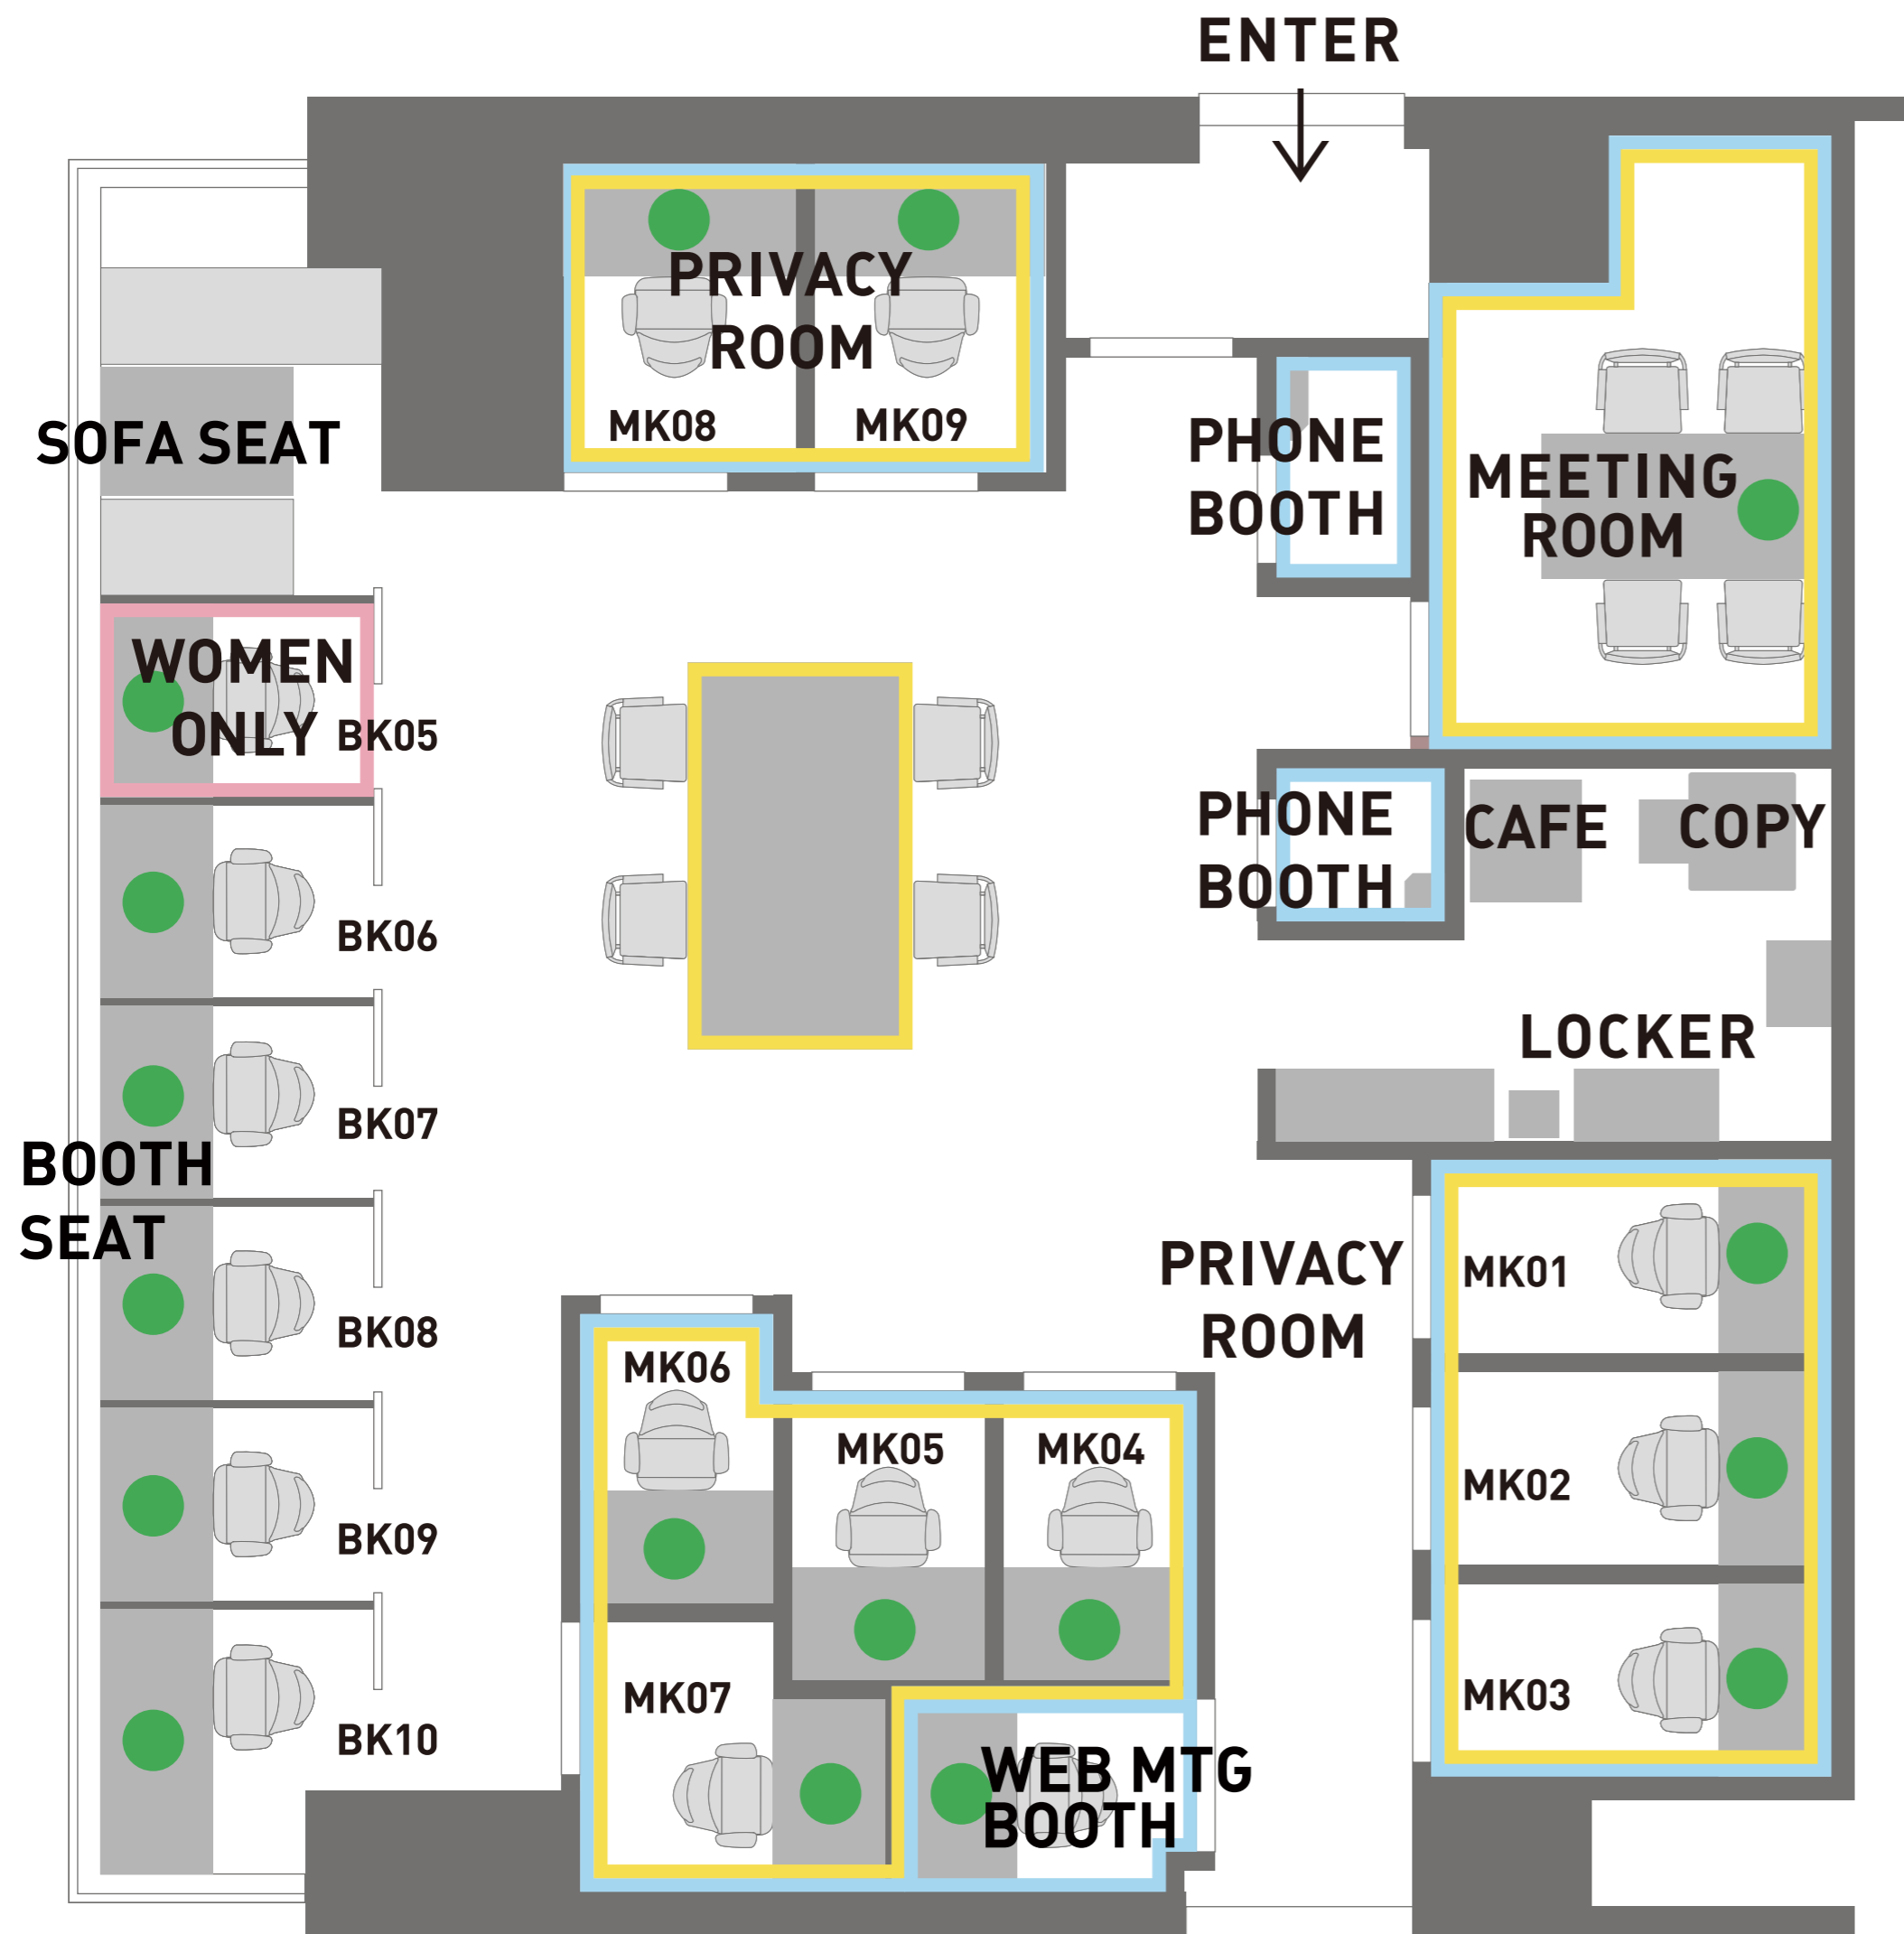 ENTER
PRIVACY
ROOM
MK08
MK09
PHONE
BOOTH
MEETING
ROOM
SOFA SEAT
WOMEN
ONLY
BK05
PHONE
BOOTH
CAFE
COPY
BK06
LOCKER
BK07
BOOTH
SEAT
BK08
PRIVACY
ROOM
MK01
MK06
MK05
MK04
MK02
BK09
MK07
MK03
BK10
WEB MTG
BOOTH